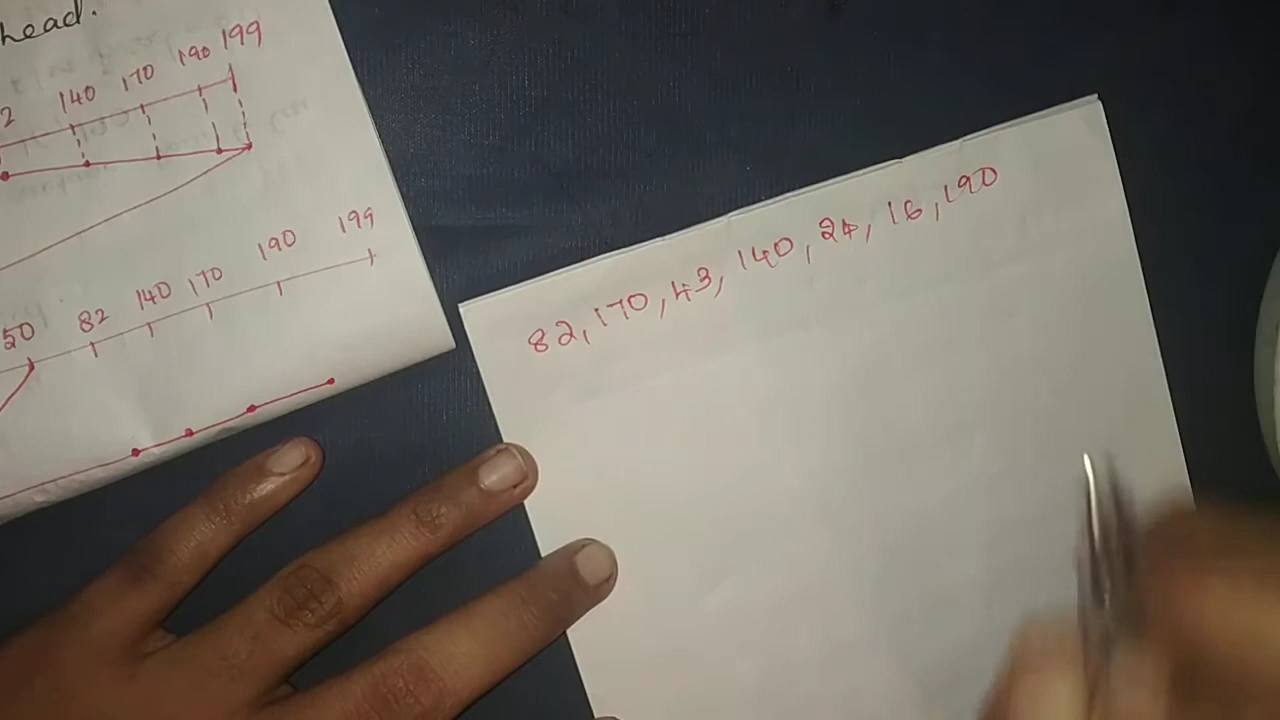 head.
2 140 170 190 199
50 82 140 170 190 199
82, 170, 43, 140, 24, 16, 190